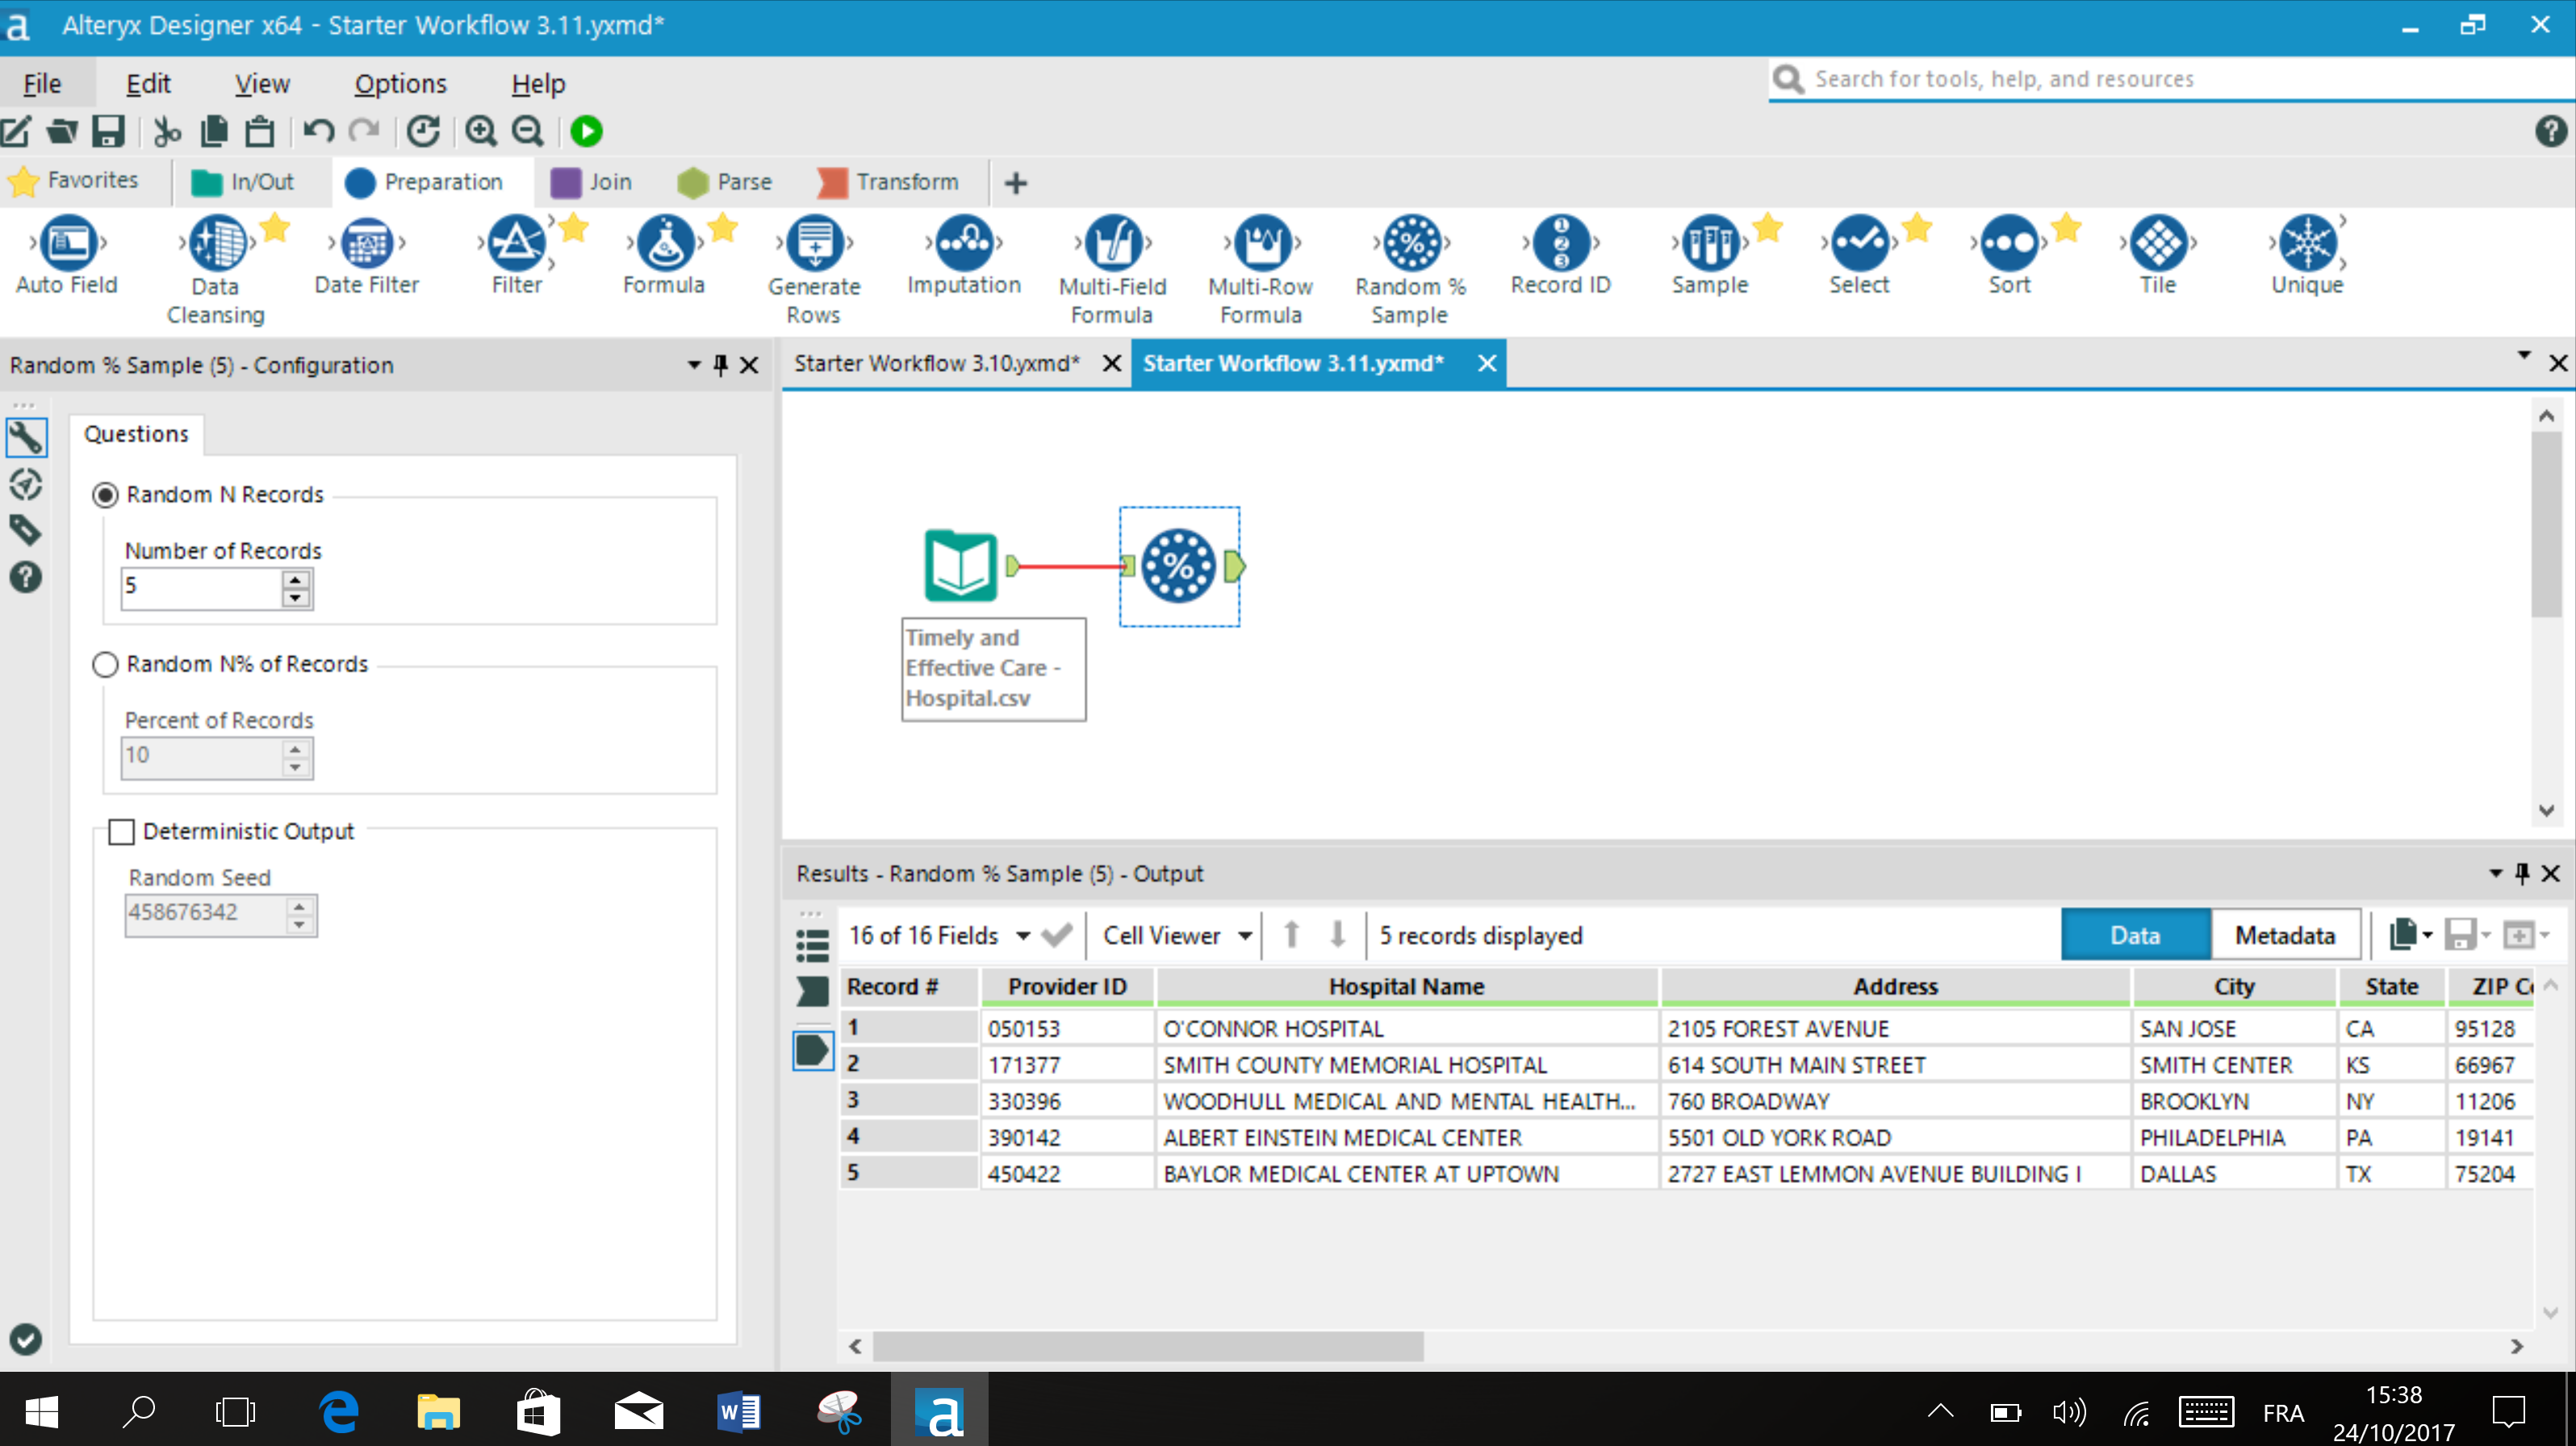 a Alteryx Designer x64 - Starter Workflow 3.11.yxmd*
File Edit View Options Help
Search for tools, help, and resources
Favorites In/Out Preparation Join Parse Transform
Auto Field
Data Cleansing
Date Filter
Filter
Formula
Generate Rows
Imputation
Multi-Field Formula
Multi-Row Formula
Random % Sample
Record ID
Sample
Select
Sort
Tile
Unique
Random % Sample (5) - Configuration
Questions
Random N Records
Number of Records
5
Random N% of Records
Percent of Records
10
Deterministic Output
Random Seed
458676342
Starter Workflow 3.10.yxmd* Starter Workflow 3.11.yxmd*
%
Timely and
Effective Care -
Hospital.csv
Results - Random % Sample (5) - Output
16 of 16 Fields Cell Viewer 5 records displayed Data Metadata
Record # Provider ID Hospital Name Address City State ZIP
1 050153 O'CONNOR HOSPITAL 2105 FOREST AVENUE SAN JOSE CA 95128
2 171377 SMITH COUNTY MEMORIAL HOSPITAL 614 SOUTH MAIN STREET SMITH CENTER KS 66967
3 330396 WOODHULL MEDICAL AND MENTAL HEALTH... 760 BROADWAY BROOKLYN NY 11206
4 390142 ALBERT EINSTEIN MEDICAL CENTER 5501 OLD YORK ROAD PHILADELPHIA PA 19141
5 450422 BAYLOR MEDICAL CENTER AT UPTOWN 2727 EAST LEMMON AVENUE BUILDING I DALLAS TX 75204
FRA
15:38
24/10/2017